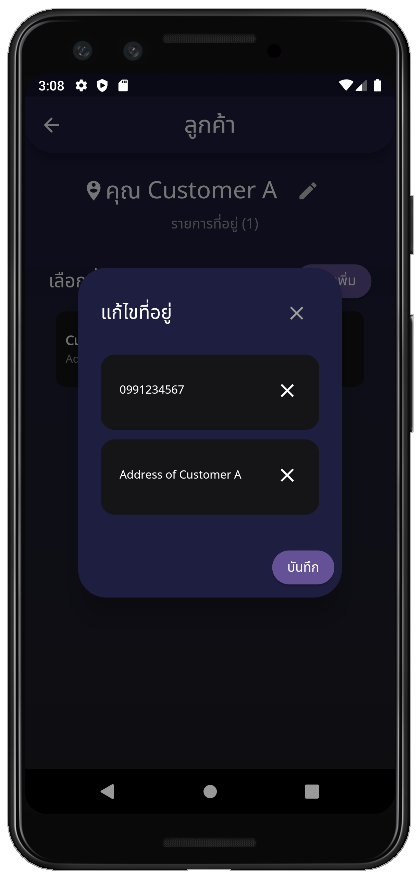 3:08
ลูกค้า
คุณ Customer A
รายการที่อยู่ (1)
เลือก
เพิ่ม
แก้ไขที่อยู่
0991234567
Address of Customer A
บันทึก